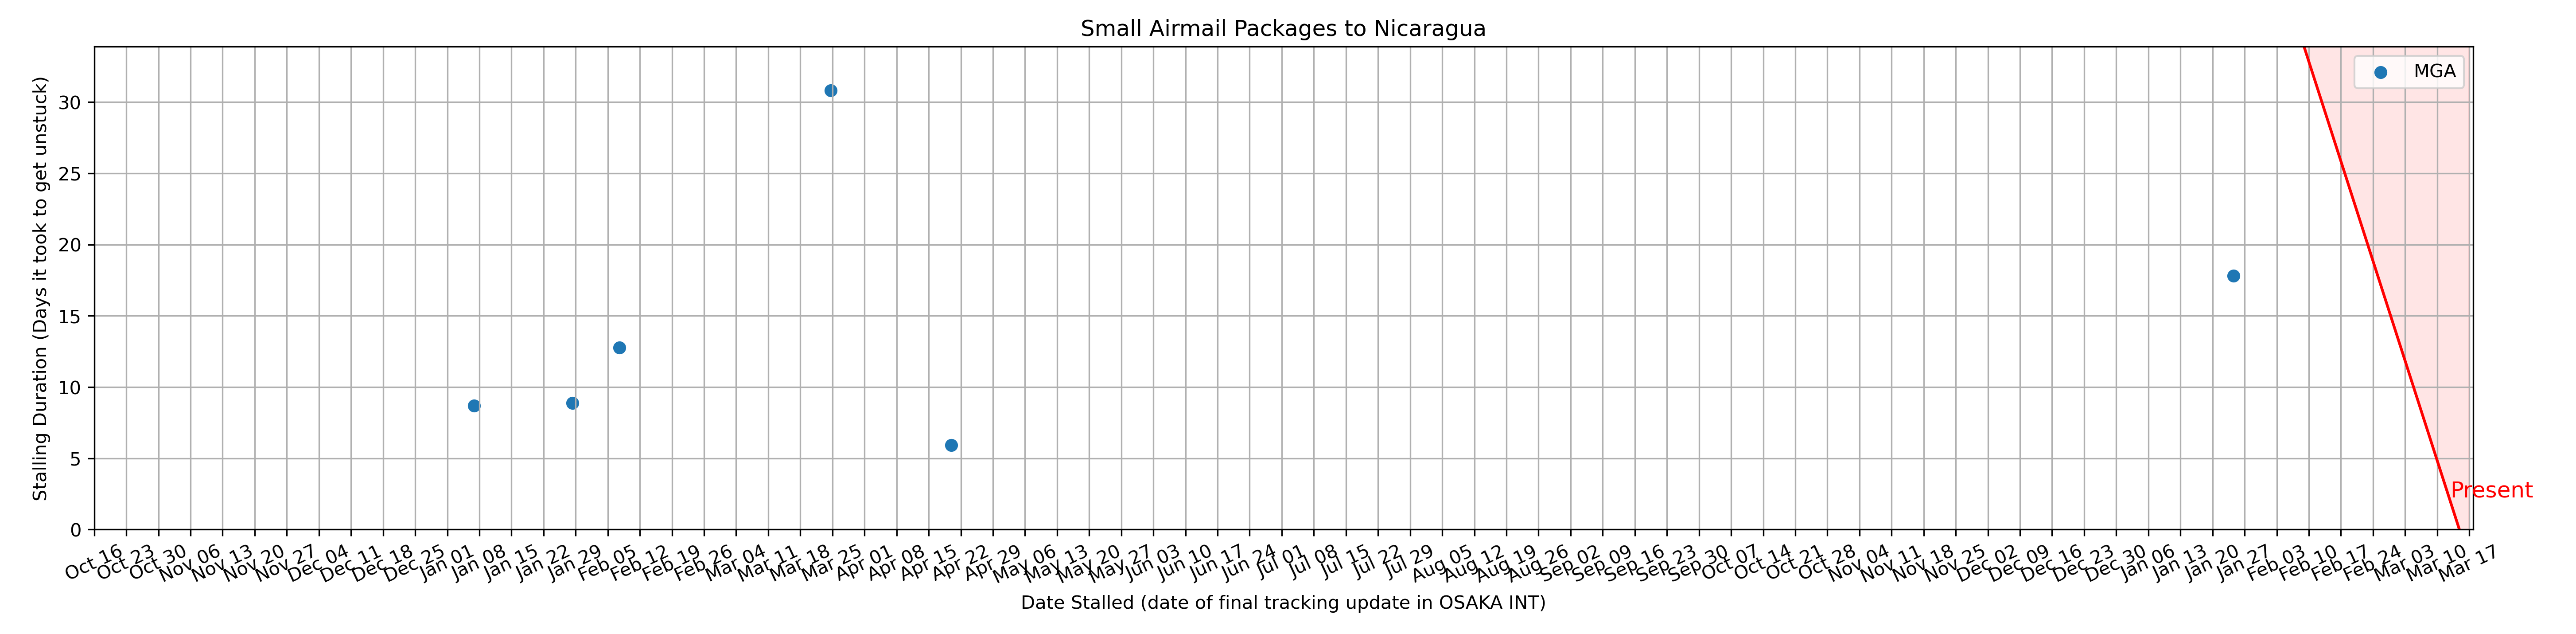 Small Airmail Packages to Nicaragua
MGA
Stalling Duration (Days it took to get unstuck)
30
25
20
15
10
5
0
Present
Oct 16 Oct 23 Oct 30 Nov 06 Nov 13 Nov 20 Nov 27 Dec 04 Dec 11 Dec 18 Dec 25 Jan 01 Jan 08 Jan 15 Jan 22 Jan 29 Feb 05 Feb 12 Feb 19 Feb 26 Mar 04 Mar 11 Mar 18 Mar 25 Apr 01 Apr 08 Apr 15 Apr 22 Apr 29 May 06 May 13 May 20 May 27 Jun 03 Jun 10 Jun 17 Jun 24 Jul 01 Jul 08 Jul 15 Jul 22 Jul 29 Aug 05 Aug 12 Aug 19 Aug 26 Sep 02 Sep 09 Sep 16 Sep 23 Sep 30 Oct 07 Oct 14 Oct 21 Oct 28 Nov 04 Nov 11 Nov 18 Nov 25 Dec 02 Dec 09 Dec 16 Dec 23 Dec 30 Jan 06 Jan 13 Jan 20 Jan 27 Feb 03 Feb 10 Feb 17 Feb 24 Mar 03 Mar 10 Mar 17
Date Stalled (date of final tracking update in OSAKA INT)